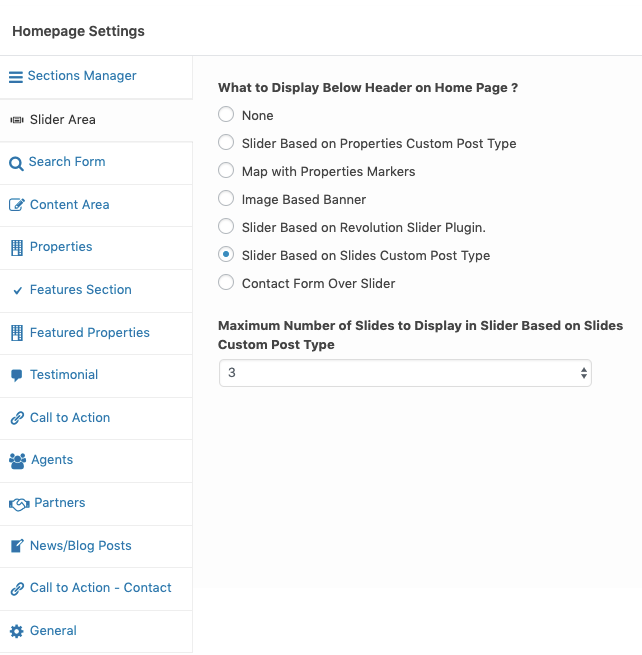 Homepage Settings
Sections Manager
Slider Area
Search Form
Content Area
Properties
Features Section
Featured Properties
Testimonial
Call to Action
Agents
Partners
News/Blog Posts
Call to Action - Contact
General
What to Display Below Header on Home Page ?
None
Slider Based on Properties Custom Post Type
Map with Properties Markers
Image Based Banner
Slider Based on Revolution Slider Plugin.
Slider Based on Slides Custom Post Type
Contact Form Over Slider
Maximum Number of Slides to Display in Slider Based on Slides
Custom Post Type
3